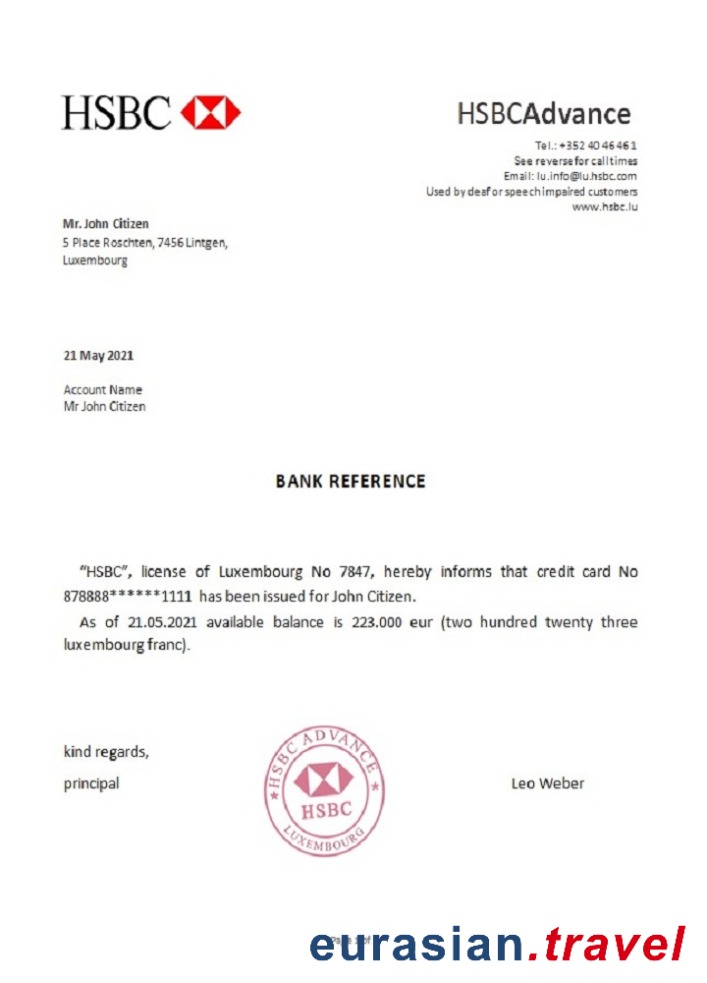 HSBC
HSBCAdvance
Tel.: +352 40 46 46 1
See reverse for call times
Email: lu.info@lu.hsbc.com
Used by deaf or speech impaired customers
www.hsbc.lu
Mr. John Citizen
5 Place Roschten, 7456 Lintgen,
Luxembourg
21 May 2021
Account Name
Mr John Citizen
BANK REFERENCE
“HSBC”, license of Luxembourg No 7847, hereby informs that credit card No
878888******1111 has been issued for John Citizen.
As of 21.05.2021 available balance is 223.000 eur (two hundred twenty three
luxembourg franc).
kind regards,
principal
HSBC ADVANCE
HSBC
LUXEMBOURG
Leo Weber
eurasian.travel